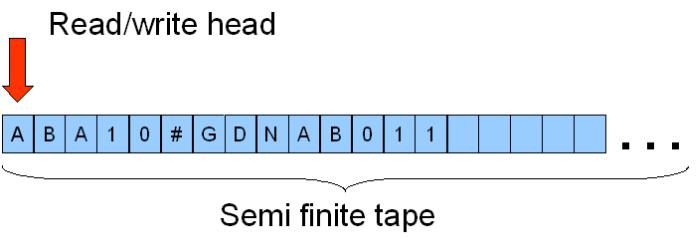 Read/write head
A B A 1 0 # G D N A B 0 1 1 ...
Semi finite tape